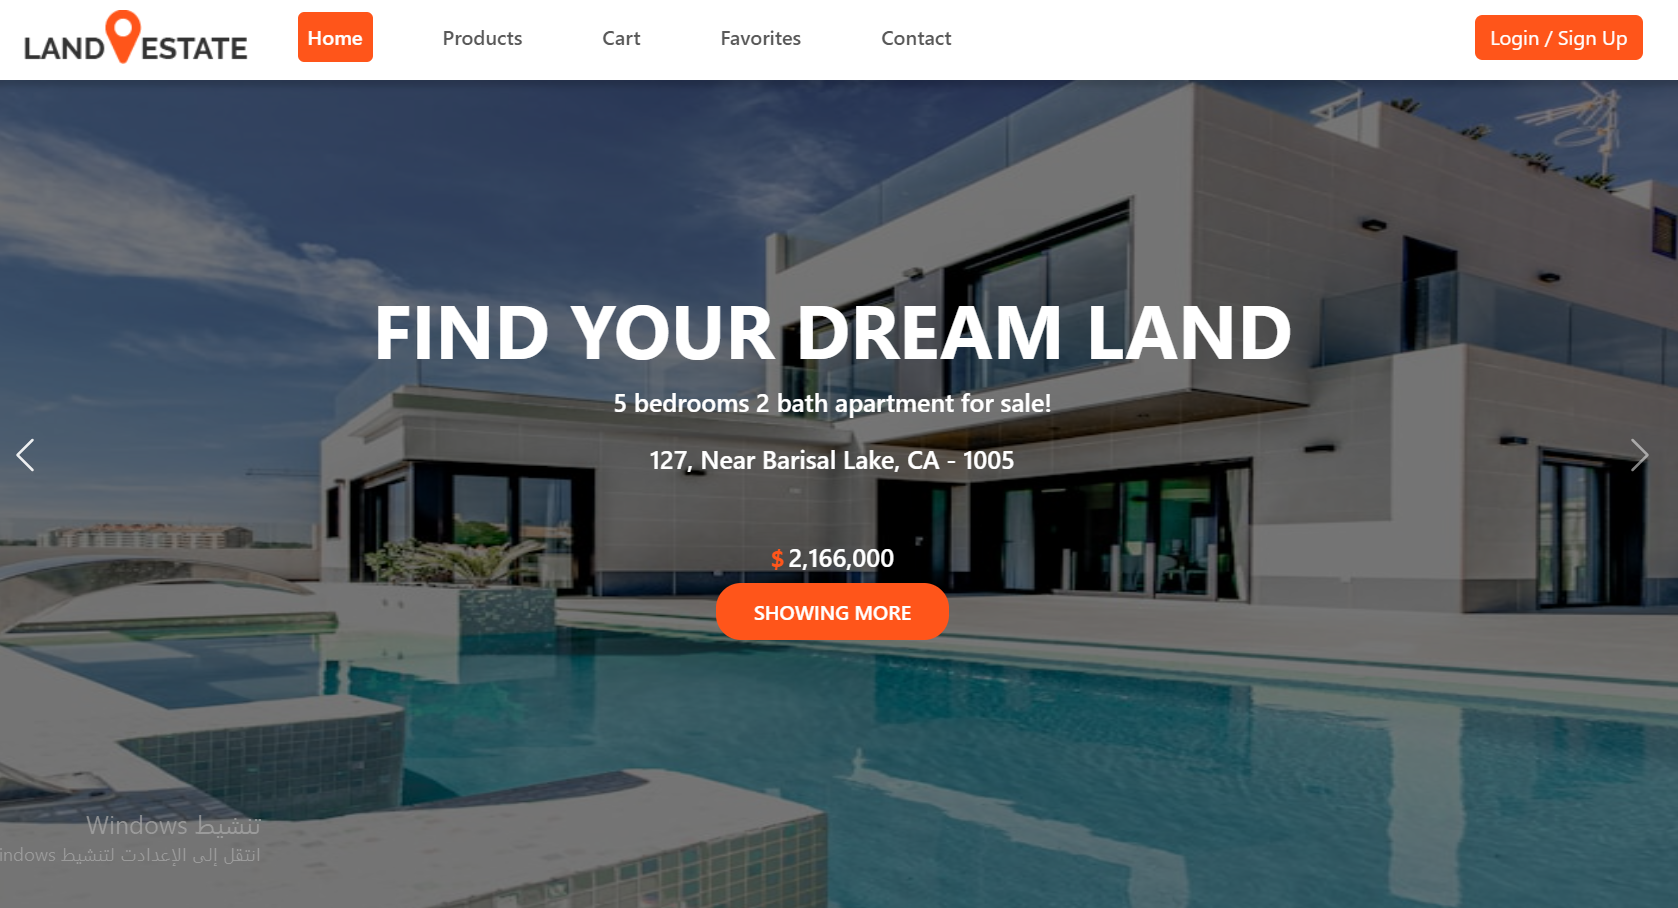 LAND ESTATE
Home
Products
Cart
Favorites
Contact
Login / Sign Up
FIND YOUR DREAM LAND
5 bedrooms 2 bath apartment for sale!
127, Near Barisal Lake, CA - 1005
$ 2,166,000
SHOWING MORE
تنشيط Windows
انتقل إلى الإعدادت لتنشيط indows